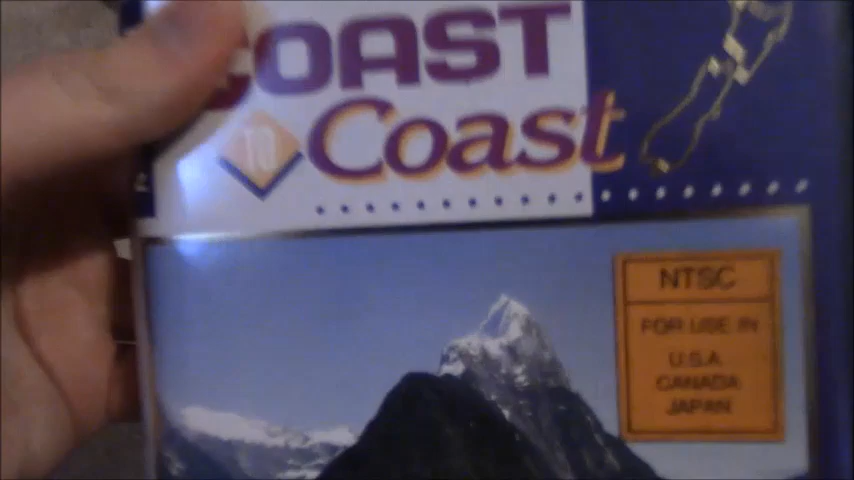 COAST
TO Coast
NTSC
FOR USE IN
U.S.A
CANADA
JAPAN